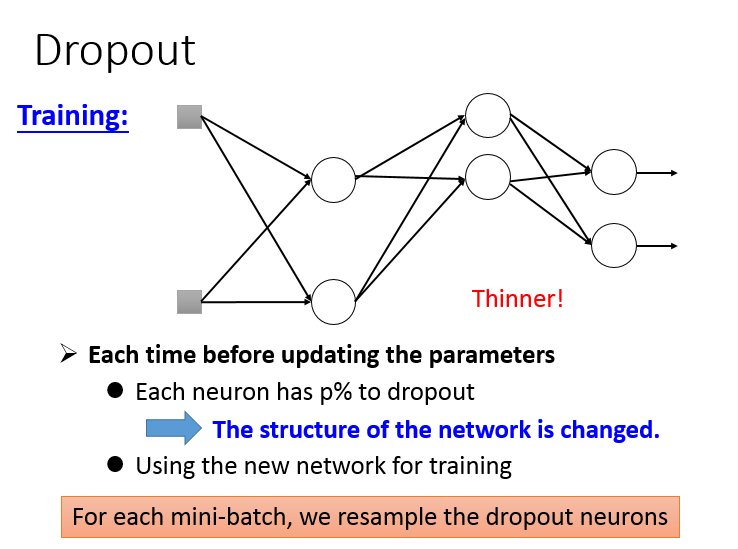 Dropout
Training:
Thinner!
Each time before updating the parameters
Each neuron has p% to dropout
The structure of the network is changed.
Using the new network for training
For each mini-batch, we resample the dropout neurons